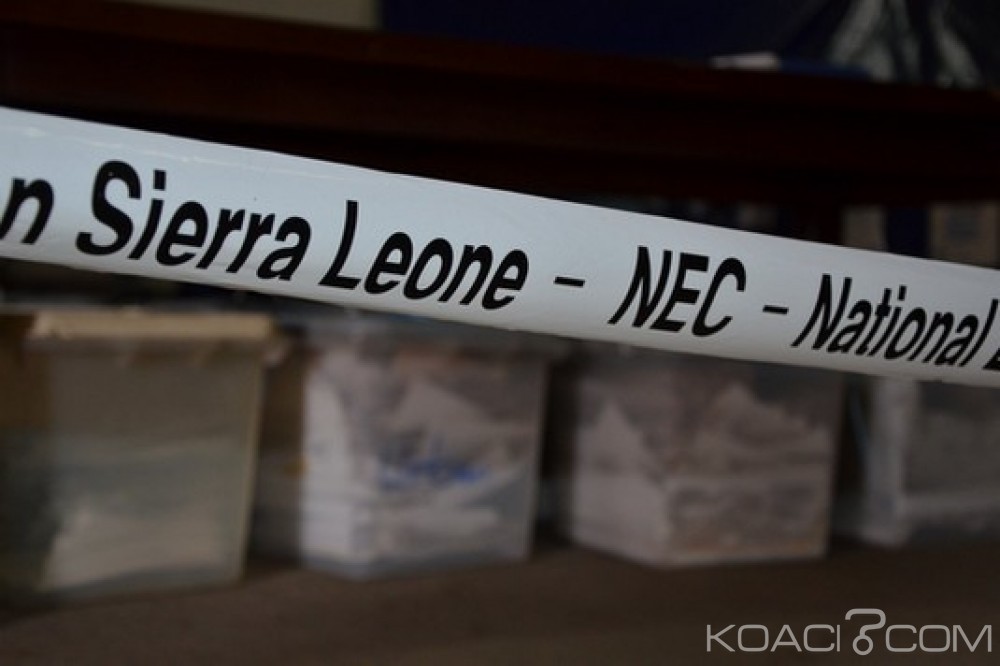 n Sierra Leone - NEC - National
KOACI?COM